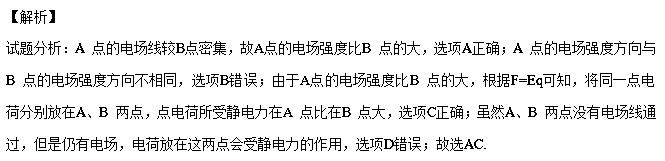 【解析】
试题分析：A 点的电场线较B点密集，故A点的电场强度比B 点的大，选项A正确；A 点的电场强度方向与
B 点的电场强度方向不相同，选项B错误；由于A点的电场强度比B 点的大，根据F=Eq可知，将同一点电
荷分别放在A、B 两点，点电荷所受静电力在A 点比在B 点大，选项C正确；虽然A、B 两点没有电场线通
过，但是仍有电场，电荷放在这两点会受静电力的作用，选项D错误；故选AC.